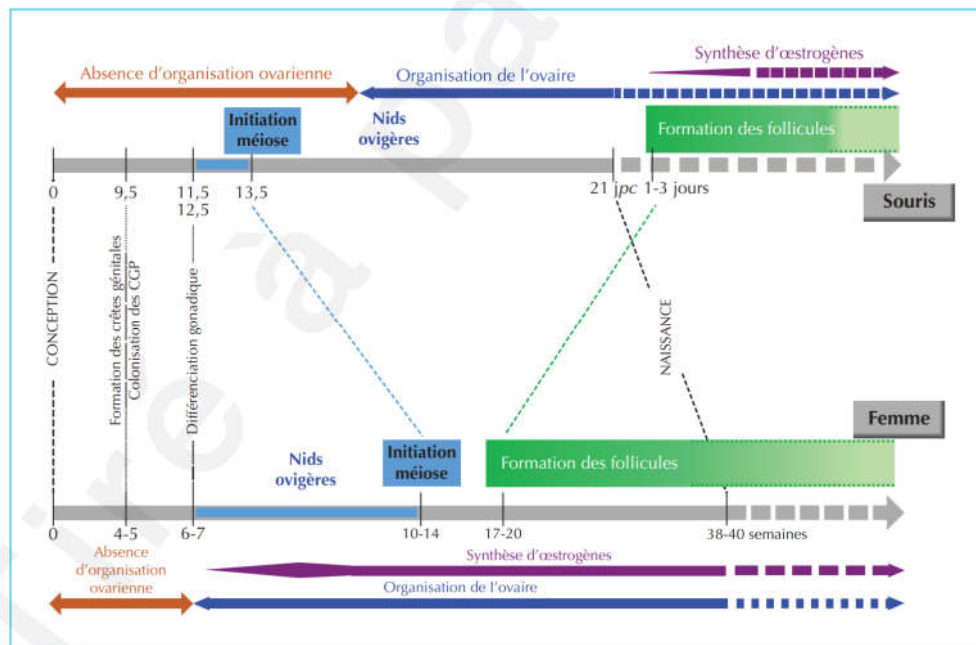 Synthèse d'œstrogènes
Absence d'organisation ovarienne
Organisation de l'ovaire
Initiation
méiose
Nids
ovigères
Formation des follicules
0
9,5
11,5
12,5
13,5
21 jpc
1-3 jours
Souris
CONCEPTION
Formation des crêtes génitales
Colonisation des CGP
Différenciation gonadique
NAISSANCE
Femme
Nids
ovigères
Initiation
méiose
Formation des follicules
0
4-5
6-7
10-14
17-20
38-40 semaines
Absence
d'organisation
ovarienne
Synthèse d'œstrogènes
Organisation de l'ovaire